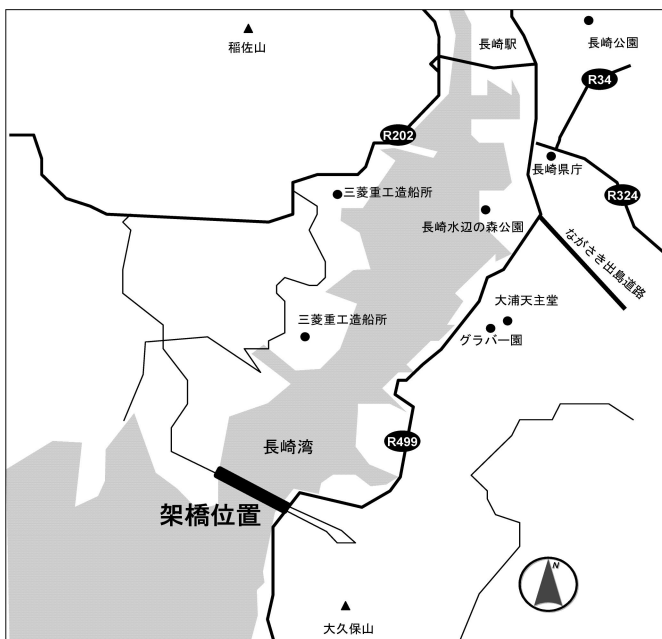 稲佐山
長崎駅
長崎公園
R34
R202
長崎県庁
三菱重工造船所
R324
長崎水辺の森公園
ながさき出島道路
大浦天主堂
三菱重工造船所
グラバー園
長崎湾
R499
架橋位置
N
大久保山